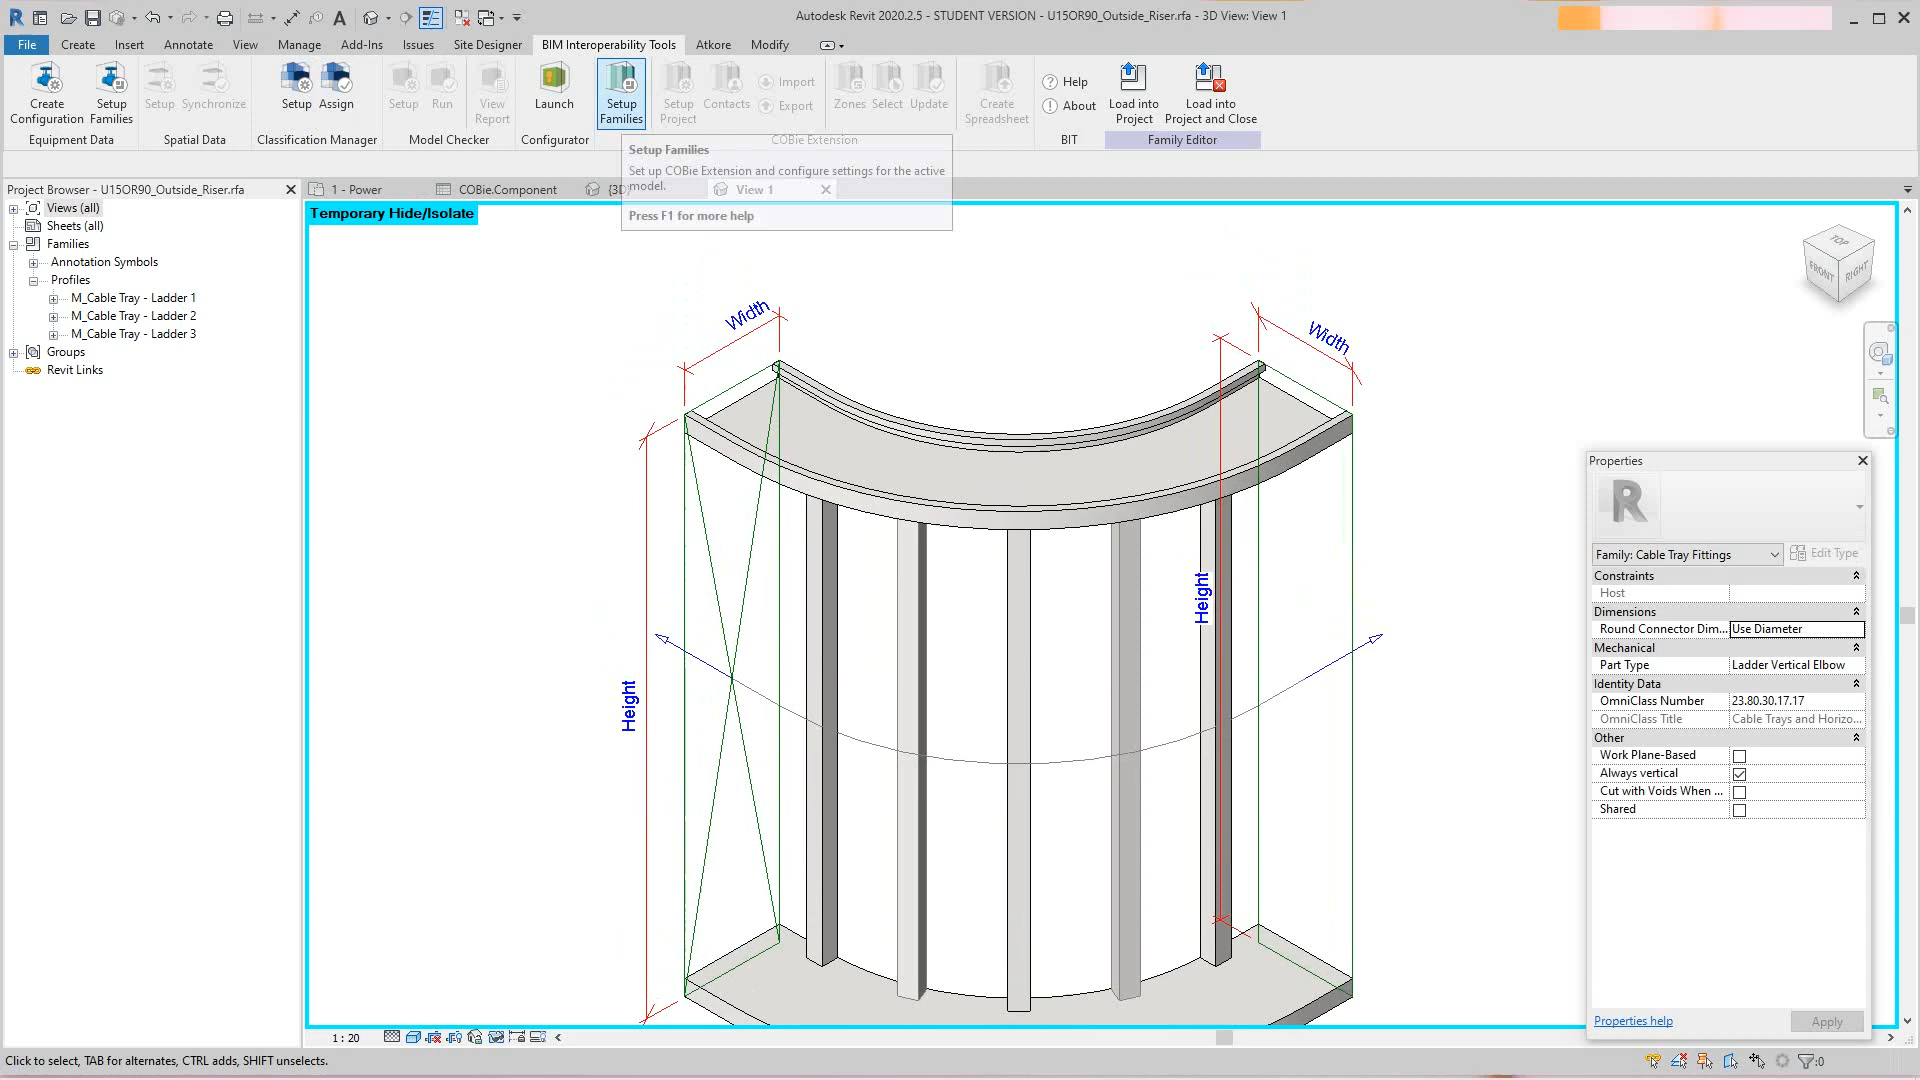 Autodesk Revit 2020.2.5 - STUDENT VERSION - U15OR90_Outside_Riser.rfa - 3D View: View 1
File Create Insert Annotate View Manage Add-Ins Issues Site Designer BIM Interoperability Tools Atkore Modify
Create Configuration
Setup Families
Setup
Synchronize
Setup
Assign
Setup
Run
View Report
Launch
Setup Families
Setup Project
Contacts
Import
Export
Zones
Select
Update
Create Spreadsheet
Help
About
Load into Project
Load into Project and Close
Equipment Data
Spatial Data
Classification Manager
Model Checker
Configurator
COBie Extension
BIT
Family Editor
Setup Families
Set up COBie Extension and configure settings for the active
model.
Press F1 for more help
Project Browser - U15OR90_Outside_Riser.rfa
1 - Power
COBie.Component
{3D
View 1
Views (all)
Sheets (all)
Families
Annotation Symbols
Profiles
M_Cable Tray - Ladder 1
M_Cable Tray - Ladder 2
M_Cable Tray - Ladder 3
Groups
Revit Links
Temporary Hide/Isolate
TOP
FRONT
RIGHT
Width
Width
Height
Height
Properties
R
Family: Cable Tray Fittings
Edit Type
Constraints
Host
Dimensions
Round Connector Dim... Use Diameter
Mechanical
Part Type Ladder Vertical Elbow
Identity Data
OmniClass Number 23.80.30.17.17
OmniClass Title Cable Trays and Horizo...
Other
Work Plane-Based
Always vertical
Cut with Voids When ...
Shared
Properties help
Apply
1 : 20
Click to select, TAB for alternates, CTRL adds, SHIFT unselects.
:0